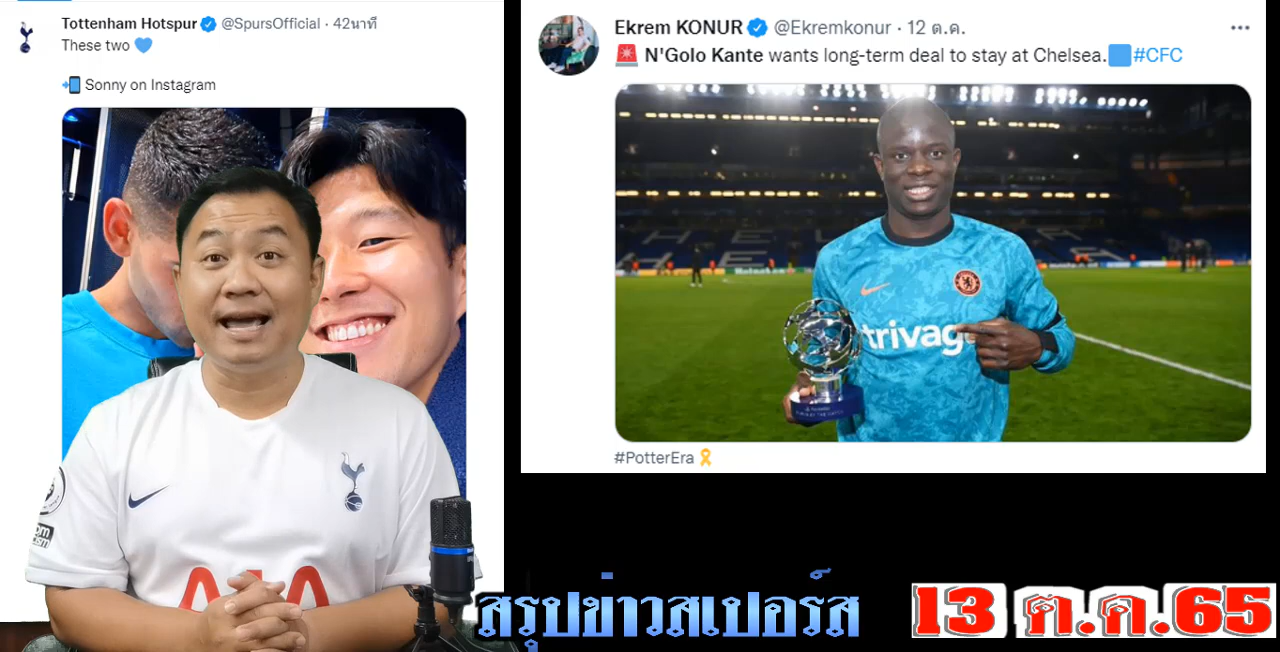 Tottenham Hotspur @SpursOfficial · 42นาที
These two 💙
📲 Sonny on Instagram
Ekrem KONUR @Ekremkonur · 12 ต.ค.
🚨 N'Golo Kante wants long-term deal to stay at Chelsea.🟦#CFC
trivag
#PotterEra 🎗
AIA
สรุปข่าวสเปอร์ส
13 ต.ค.65